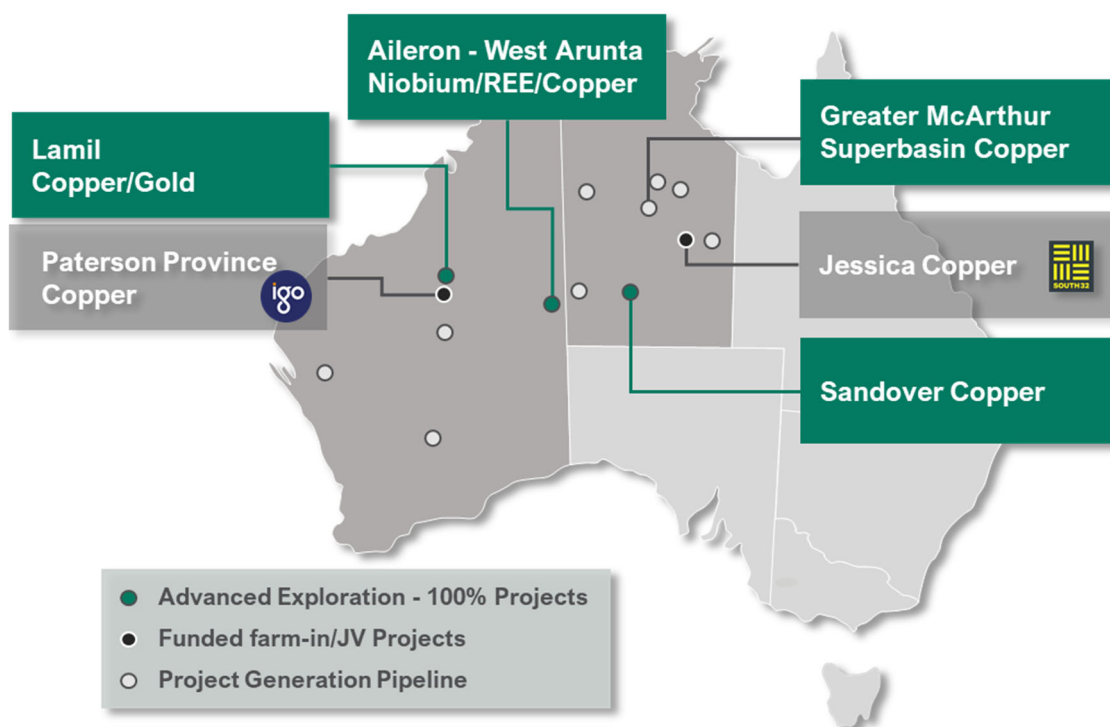 Aileron - West Arunta
Niobium/REE/Copper
Lamil
Copper/Gold
Greater McArthur
Superbasin Copper
Paterson Province
Copper
igo
Jessica Copper
SOUTH32
Sandover Copper
Advanced Exploration - 100% Projects
Funded farm-in/JV Projects
Project Generation Pipeline